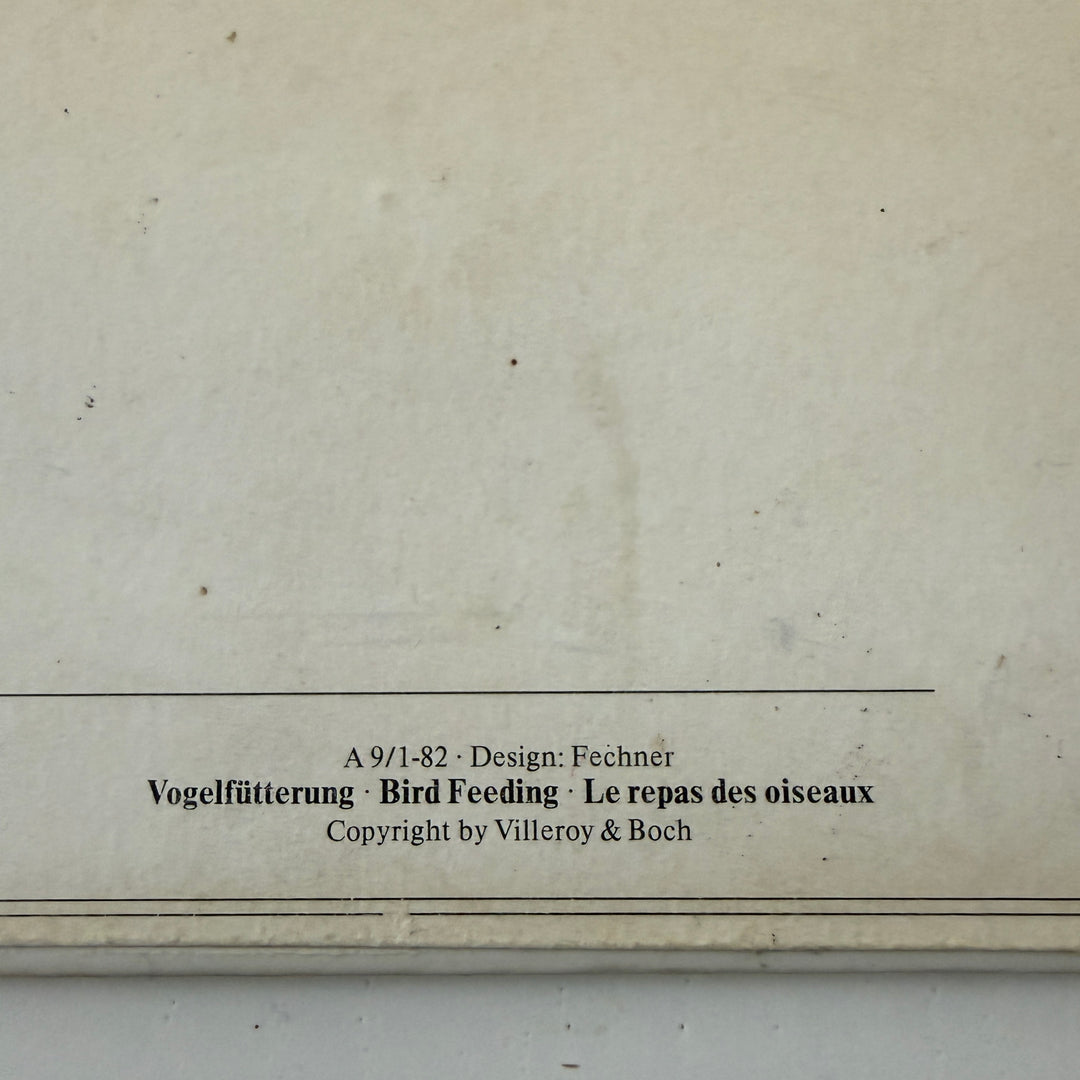 A 9/1-82 · Design: Fechner
Vogelfütterung · Bird Feeding · Le repas des oiseaux
Copyright by Villeroy & Boch